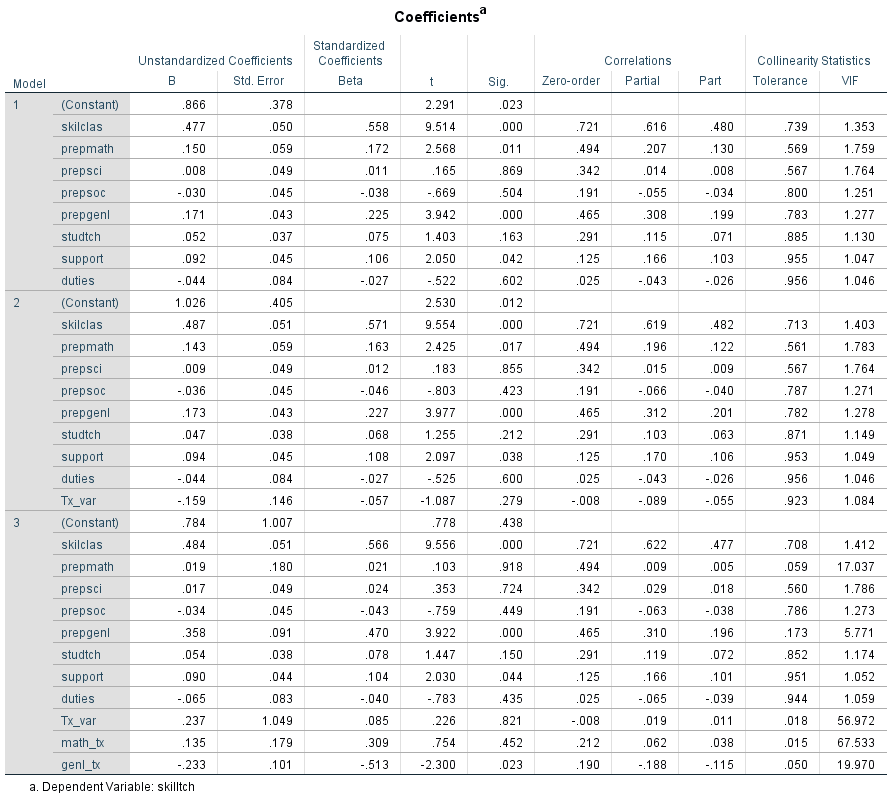 Coefficientsa
Unstandardized Coefficients Standardized Coefficients Correlations Collinearity Statistics
Model B Std. Error Beta t Sig. Zero-order Partial Part Tolerance VIF
1 (Constant) .866 .378 2.291 .023
skilclas .477 .050 .558 9.514 .000 .721 .616 .480 .739 1.353
prepmath .150 .059 .172 2.568 .011 .494 .207 .130 .569 1.759
prepsci .008 .049 .011 .165 .869 .342 .014 .008 .567 1.764
prepsoc -.030 .045 -.038 -.669 .504 .191 -.055 -.034 .800 1.251
prepgenl .171 .043 .225 3.942 .000 .465 .308 .199 .783 1.277
studtch .052 .037 .075 1.403 .163 .291 .115 .071 .885 1.130
support .092 .045 .106 2.050 .042 .125 .166 .103 .955 1.047
duties -.044 .084 -.027 -.522 .602 .025 -.043 -.026 .956 1.046
2 (Constant) 1.026 .405 2.530 .012
skilclas .487 .051 .571 9.554 .000 .721 .619 .482 .713 1.403
prepmath .143 .059 .163 2.425 .017 .494 .196 .122 .561 1.783
prepsci .009 .049 .012 .183 .855 .342 .015 .009 .567 1.764
prepsoc -.036 .045 -.046 -.803 .423 .191 -.066 -.040 .787 1.271
prepgenl .173 .043 .227 3.977 .000 .465 .312 .201 .782 1.278
studtch .047 .038 .068 1.255 .212 .291 .103 .063 .871 1.149
support .094 .045 .108 2.097 .038 .125 .170 .106 .953 1.049
duties -.044 .084 -.027 -.525 .600 .025 -.043 -.026 .956 1.046
Tx_var -.159 .146 -.057 -1.087 .279 -.008 -.089 -.055 .923 1.084
3 (Constant) .784 1.007 .778 .438
skilclas .484 .051 .566 9.556 .000 .721 .622 .477 .708 1.412
prepmath .019 .180 .021 .103 .918 .494 .009 .005 .059 17.037
prepsci .017 .049 .024 .353 .724 .342 .029 .018 .560 1.786
prepsoc -.034 .045 -.043 -.759 .449 .191 -.063 -.038 .786 1.273
prepgenl .358 .091 .470 3.922 .000 .465 .310 .196 .173 5.771
studtch .054 .038 .078 1.447 .150 .291 .119 .072 .852 1.174
support .090 .044 .104 2.030 .044 .125 .166 .101 .951 1.052
duties -.065 .083 -.040 -.783 .435 .025 -.065 -.039 .944 1.059
Tx_var .237 1.049 .085 .226 .821 -.008 .019 .011 .018 56.972
math_tx .135 .179 .309 .754 .452 .212 .062 .038 .015 67.533
genl_tx -.233 .101 -.513 -2.300 .023 .190 -.188 -.115 .050 19.970
a. Dependent Variable: skilltch